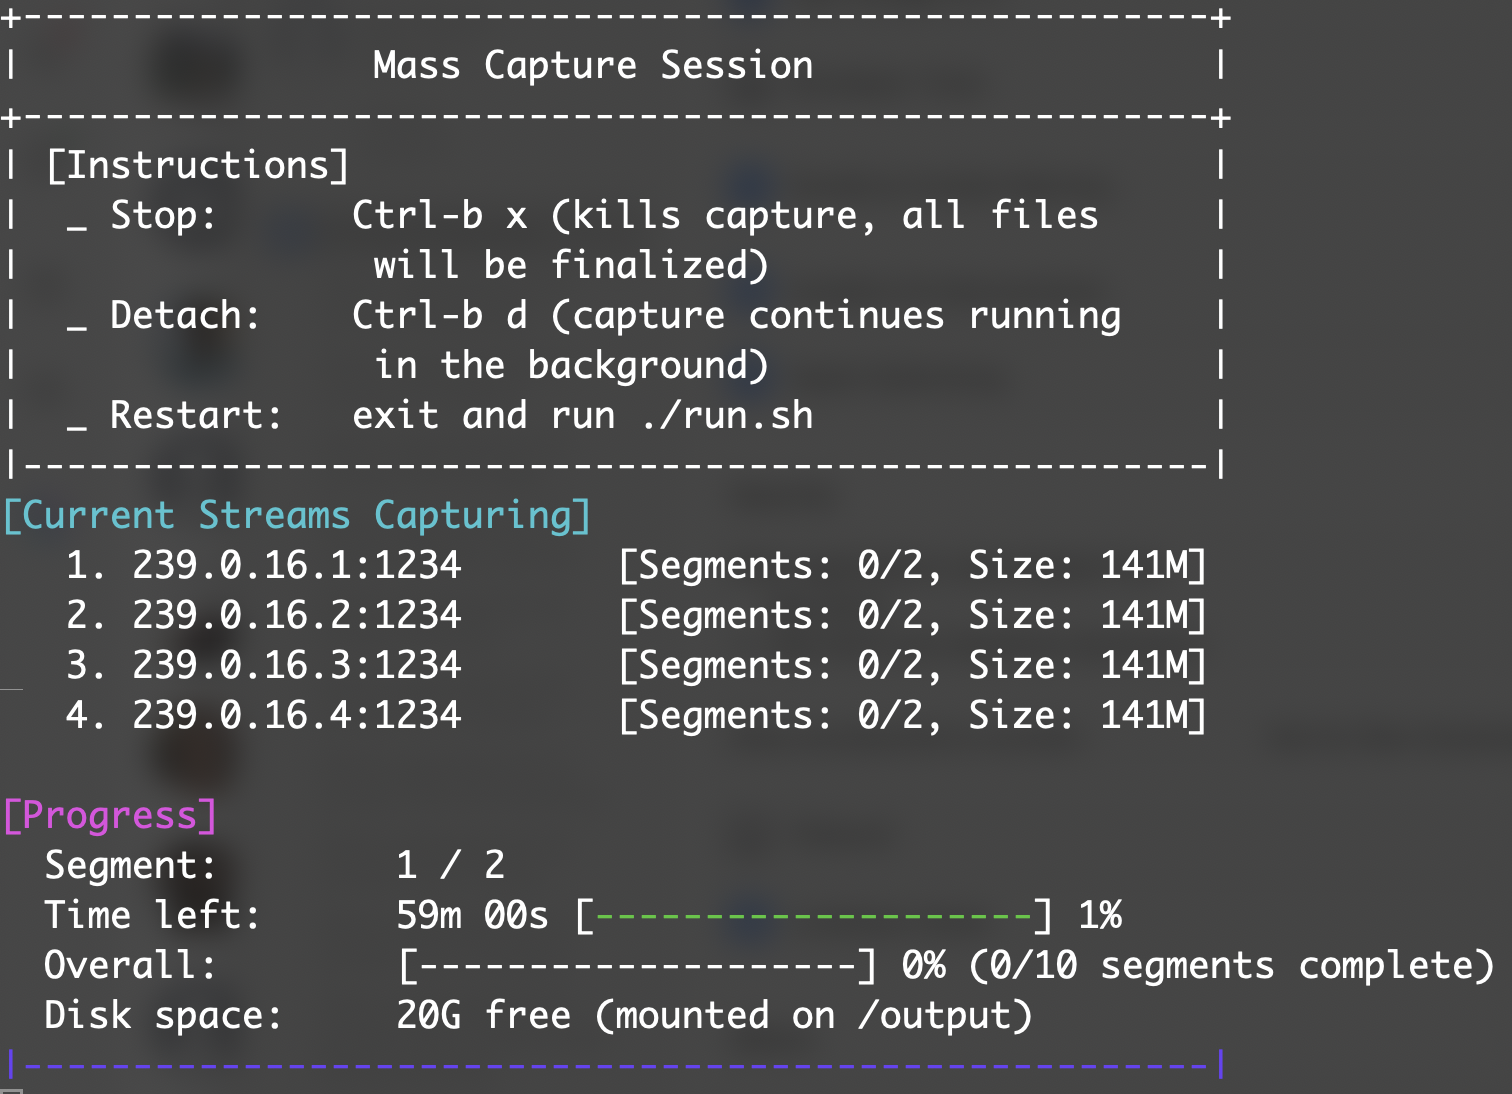 +------------------------------------------------------+
| Mass Capture Session |
+------------------------------------------------------+
| [Instructions] |
| _ Stop: Ctrl-b x (kills capture, all files |
| will be finalized) |
| _ Detach: Ctrl-b d (capture continues running |
| in the background) |
| _ Restart: exit and run ./run.sh |
|------------------------------------------------------|
[Current Streams Capturing]
1. 239.0.16.1:1234 [Segments: 0/2, Size: 141M]
2. 239.0.16.2:1234 [Segments: 0/2, Size: 141M]
3. 239.0.16.3:1234 [Segments: 0/2, Size: 141M]
4. 239.0.16.4:1234 [Segments: 0/2, Size: 141M]
[Progress]
Segment: 1 / 2
Time left: 59m 00s [--------------------] 1%
Overall: [--------------------] 0% (0/10 segments complete)
Disk space: 20G free (mounted on /output)
|------------------------------------------------------|